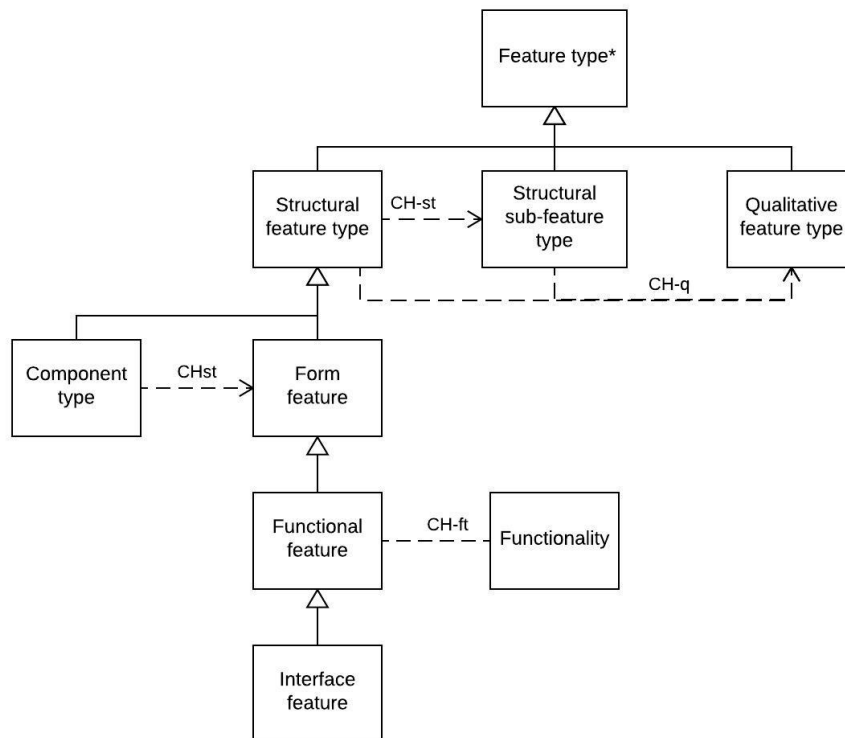 Feature type*
Structural
feature type
CH-st
Structural
sub-feature
type
Qualitative
feature type
CH-q
Component
type
CHst
Form
feature
Functional
feature
CH-ft
Functionality
Interface
feature